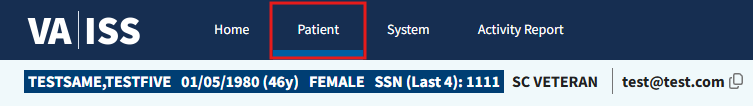 VA|ISS Home Patient System Activity Report
TESTSAME,TESTFIVE 01/05/1980 (46y) FEMALE SSN (Last 4): 1111 SC VETERAN test@test.com